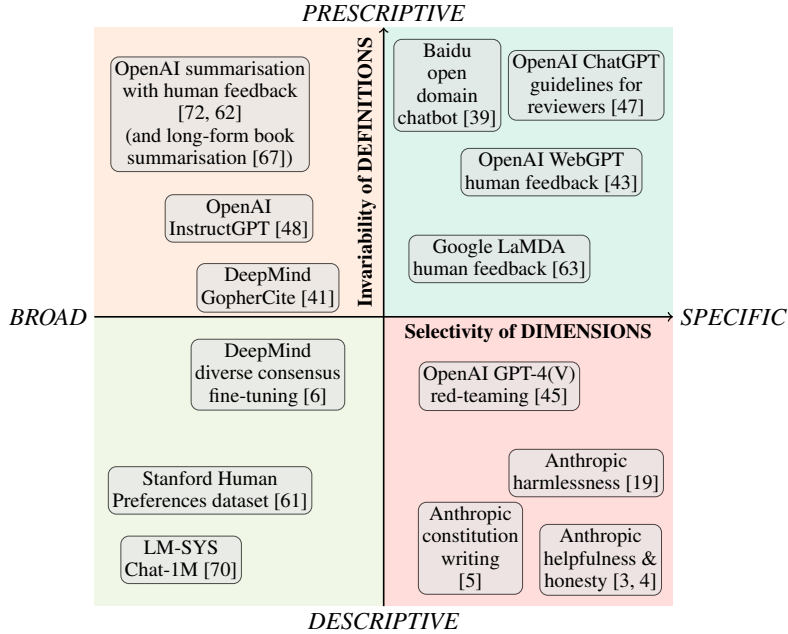 PRESCRIPTIVE
OpenAI summarisation
with human feedback
[72, 62]
(and long-form book
summarisation [67])
OpenAI
InstructGPT [48]
DeepMind
GopherCite [41]
Invariability of DEFINITIONS
Baidu
open
domain
chatbot [39]
OpenAI ChatGPT
guidelines for
reviewers [47]
OpenAI WebGPT
human feedback [43]
Google LaMDA
human feedback [63]
BROAD
SPECIFIC
Selectivity of DIMENSIONS
DeepMind
diverse consensus
fine-tuning [6]
Stanford Human
Preferences dataset [61]
LM-SYS
Chat-1M [70]
OpenAI GPT-4(V)
red-teaming [45]
Anthropic
harmlessness [19]
Anthropic
constitution
writing
[5]
Anthropic
helpfulness &
honesty [3, 4]
DESCRIPTIVE